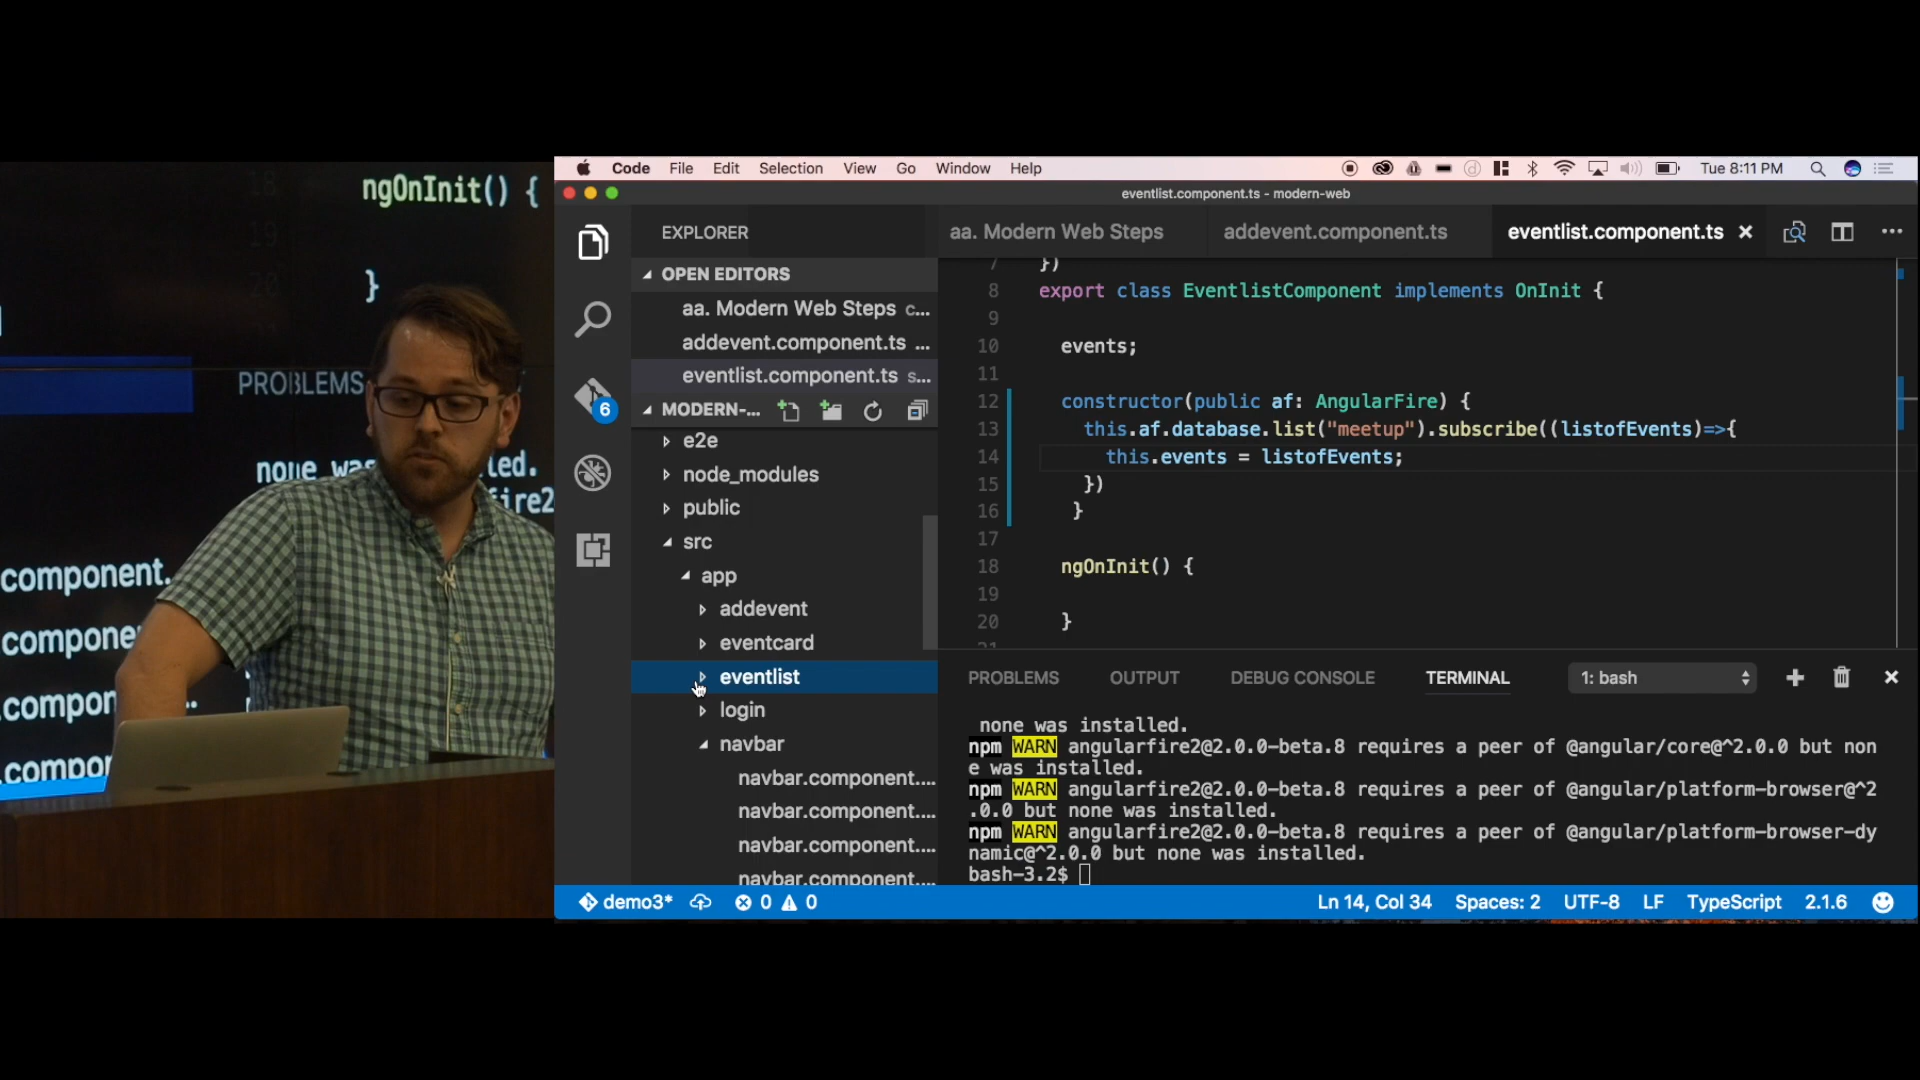 ngOnInit() {
}
PROBLEMS
none was
led.
component.
Code File Edit Selection View Go Window Help Tue 8:11 PM
eventlist.component.ts - modern-web
EXPLORER
OPEN EDITORS
aa. Modern Web Steps c...
addevent.component.ts ...
eventlist.component.ts s...
6
MODERN-...
e2e
node_modules
public
src
app
addevent
eventcard
eventlist
login
navbar
navbar.component....
navbar.component....
navbar.component....
navbar.component....
aa. Modern Web Steps addevent.component.ts eventlist.component.ts
7 })
8 export class EventlistComponent implements OnInit {
9
10 events;
11
12 constructor(public af: AngularFire) {
13 this.af.database.list("meetup").subscribe((listofEvents)=>{
14 this.events = listofEvents;
15 })
16 }
17
18 ngOnInit() {
19
20 }
21
PROBLEMS OUTPUT DEBUG CONSOLE TERMINAL 1: bash
none was installed.
npm WARN angularfire2@2.0.0-beta.8 requires a peer of @angular/core@^2.0.0 but non
e was installed.
npm WARN angularfire2@2.0.0-beta.8 requires a peer of @angular/platform-browser@^2
.0.0 but none was installed.
npm WARN angularfire2@2.0.0-beta.8 requires a peer of @angular/platform-browser-dy
namic@^2.0.0 but none was installed.
bash-3.2$
demo3* 0 0 Ln 14, Col 34 Spaces: 2 UTF-8 LF TypeScript 2.1.6